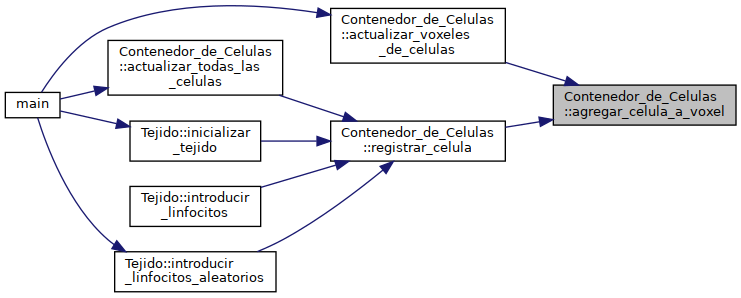 Contenedor_de_Celulas
::actualizar_voxeles
_de_celulas
Contenedor_de_Celulas
::actualizar_todas_las
_celulas
main
Contenedor_de_Celulas
::agregar_celula_a_voxel
Tejido::inicializar
_tejido
Contenedor_de_Celulas
::registrar_celula
Tejido::introducir
_linfocitos
Tejido::introducir
_linfocitos_aleatorios